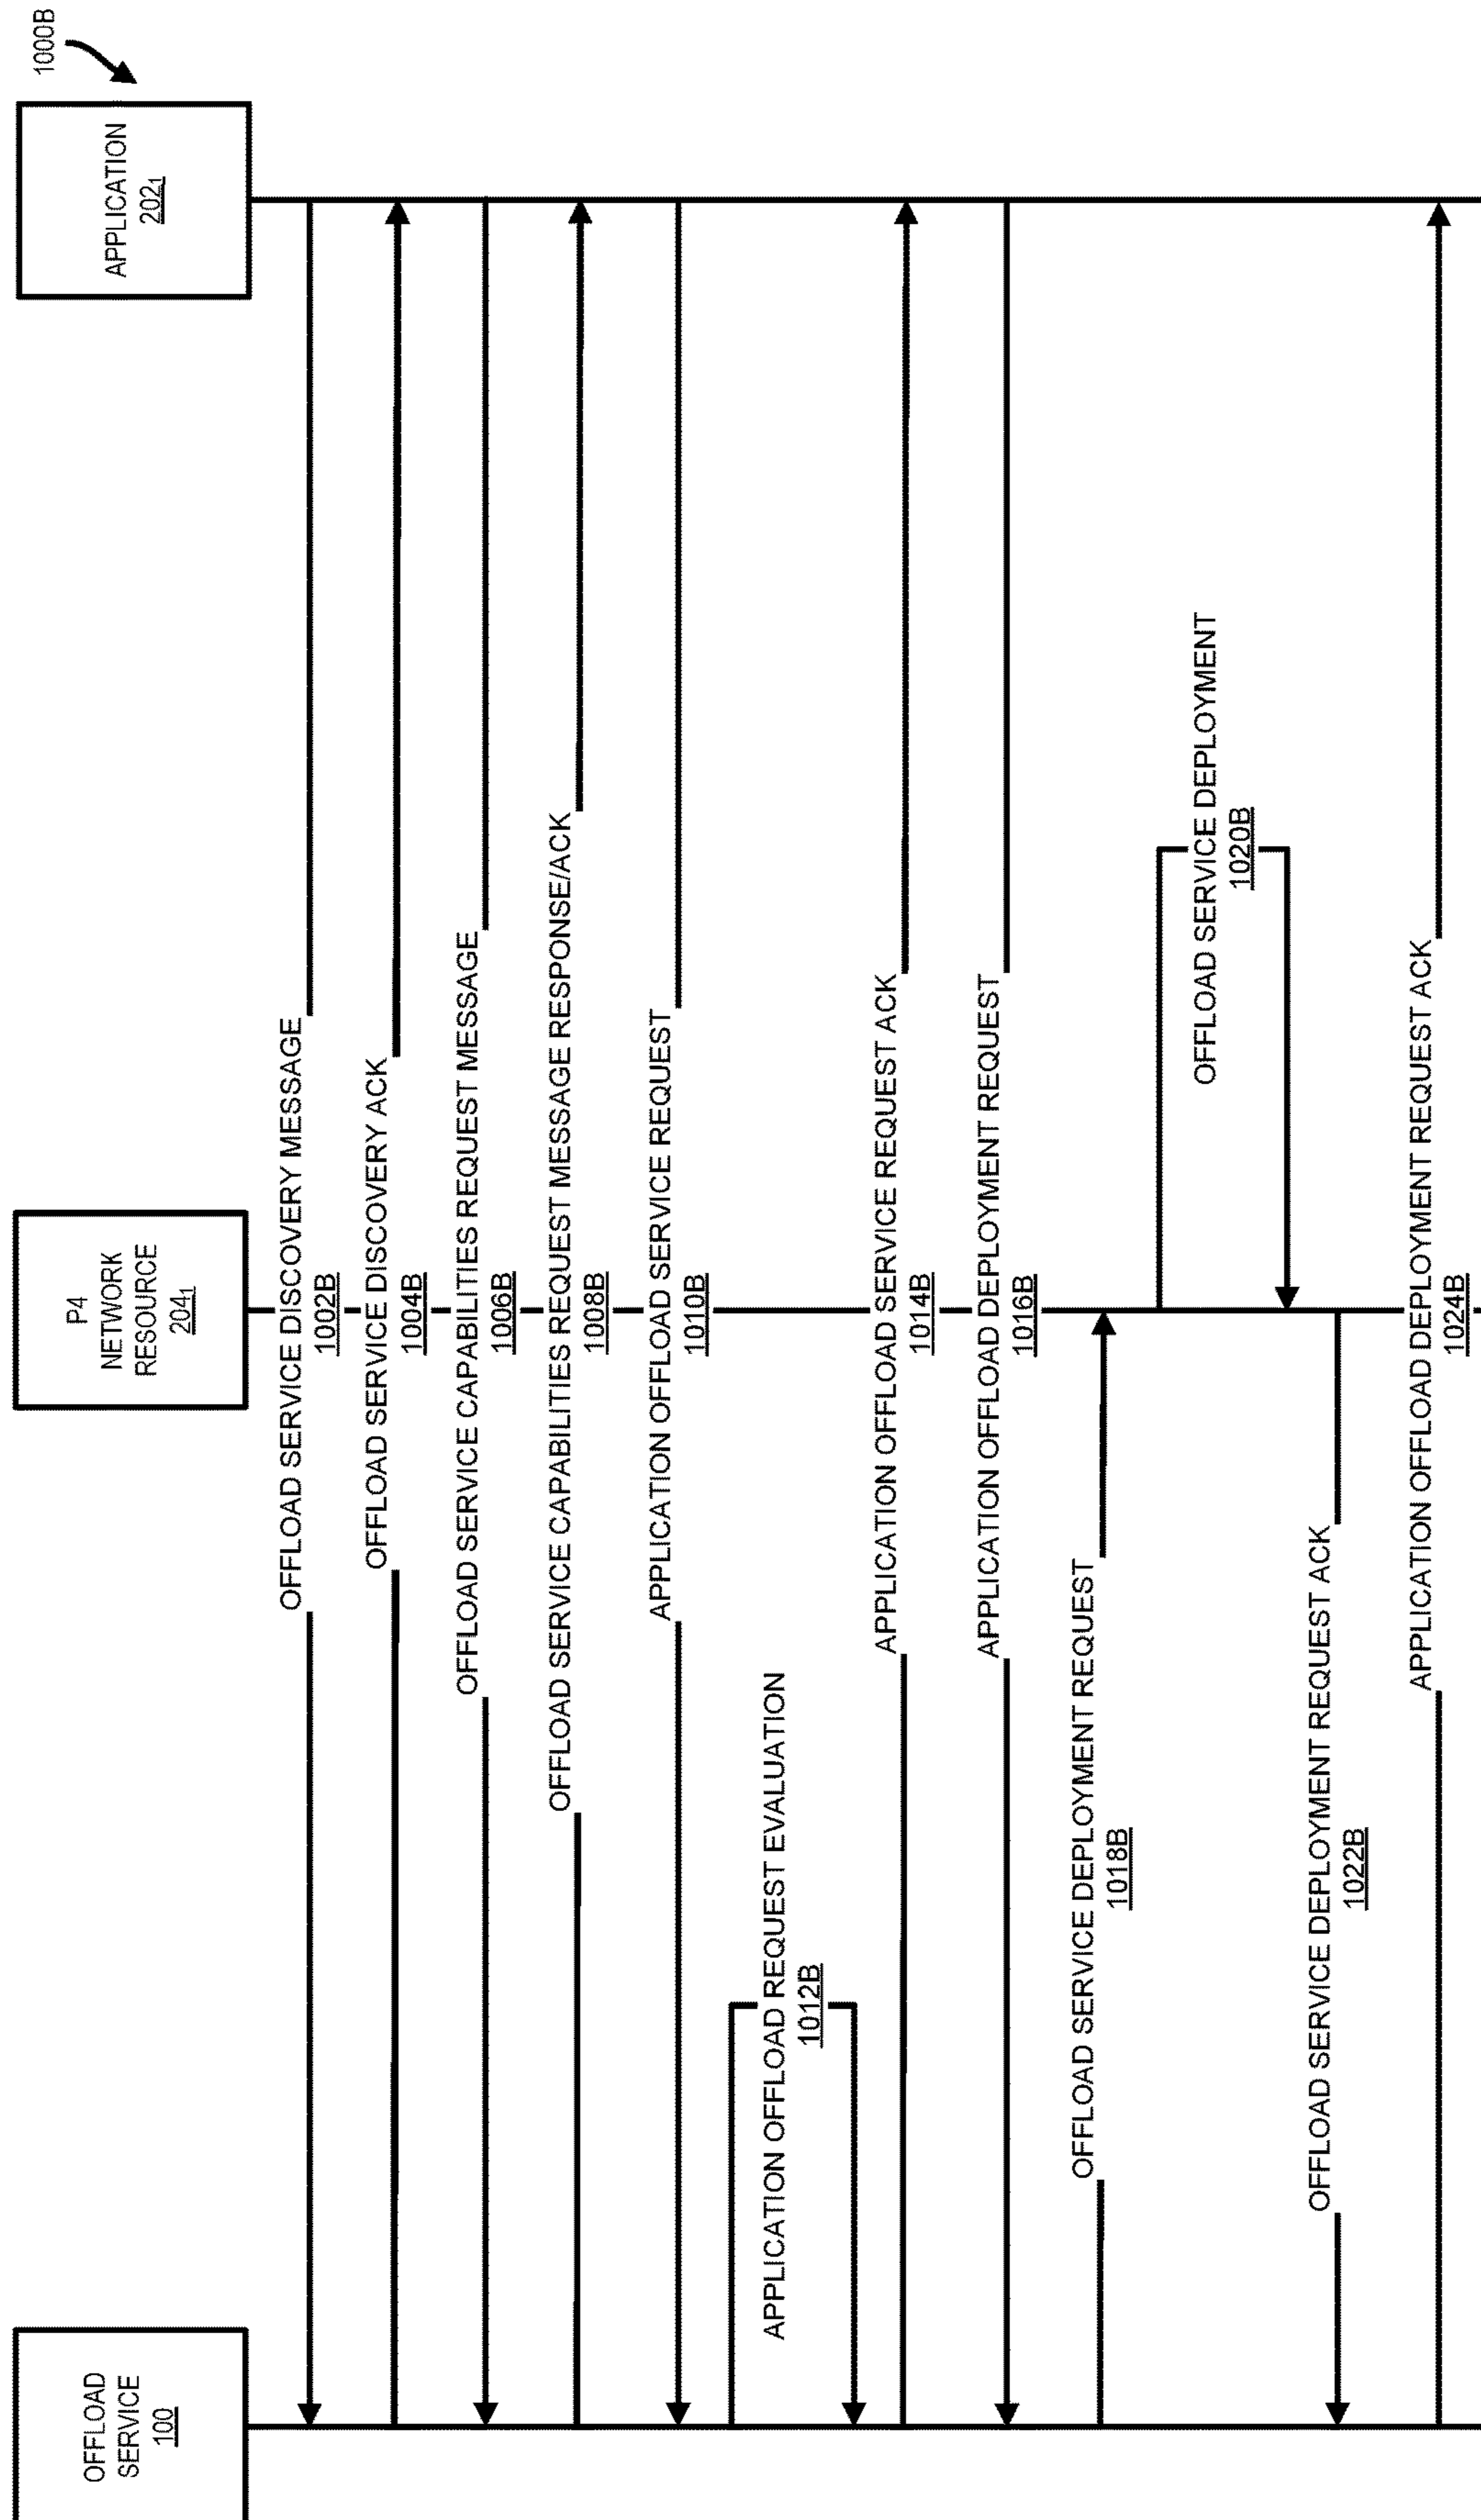 1000B
OFFLOAD
SERVICE
100
P4
NETWORK
RESOURCE
204₁
APPLICATION
202₁
OFFLOAD SERVICE DISCOVERY MESSAGE
1002B
OFFLOAD SERVICE DISCOVERY ACK
1004B
OFFLOAD SERVICE CAPABILITIES REQUEST MESSAGE
1006B
OFFLOAD SERVICE CAPABILITIES REQUEST MESSAGE RESPONSE/ACK
1008B
APPLICATION OFFLOAD SERVICE REQUEST
1010B
APPLICATION OFFLOAD REQUEST EVALUATION
1012B
APPLICATION OFFLOAD SERVICE REQUEST ACK
1014B
APPLICATION OFFLOAD DEPLOYMENT REQUEST
1016B
OFFLOAD SERVICE DEPLOYMENT REQUEST
1018B
OFFLOAD SERVICE DEPLOYMENT
1020B
OFFLOAD SERVICE DEPLOYMENT REQUEST ACK
1022B
APPLICATION OFFLOAD DEPLOYMENT REQUEST ACK
1024B